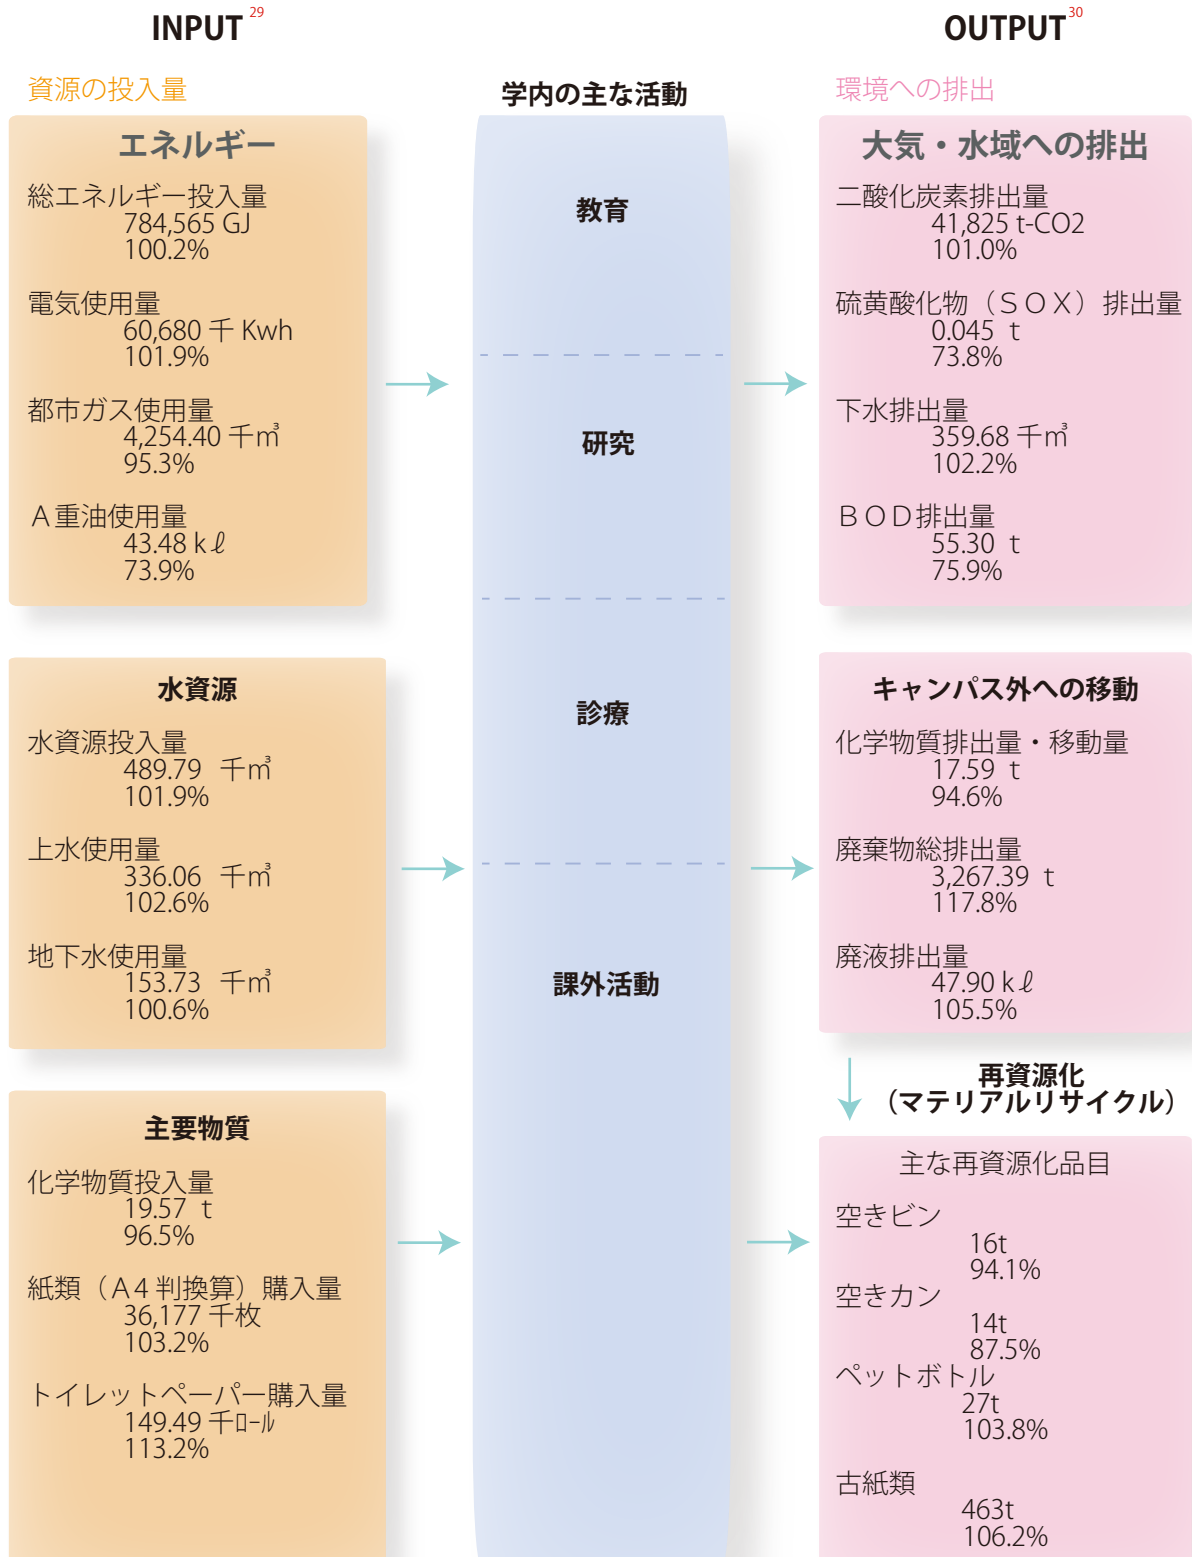 INPUT 29
資源の投入量
エネルギー
総エネルギー投入量
784,565 GJ
100.2%
電気使用量
60,680 千 Kwh
101.9%
都市ガス使用量
4,254.40 千㎥
95.3%
A重油使用量
43.48 kℓ
73.9%
水資源
水資源投入量
489.79 千㎥
101.9%
上水使用量
336.06 千㎥
102.6%
地下水使用量
153.73 千㎥
100.6%
主要物質
化学物質投入量
19.57 t
96.5%
紙類（A4判換算）購入量
36,177 千枚
103.2%
トイレットペーパー購入量
149.49 千ﾛｰﾙ
113.2%
学内の主な活動
教育
研究
診療
課外活動
OUTPUT 30
環境への排出
大気・水域への排出
二酸化炭素排出量
41,825 t-CO2
101.0%
硫黄酸化物（ＳＯＸ）排出量
0.045 t
73.8%
下水排出量
359.68 千㎥
102.2%
ＢＯＤ排出量
55.30 t
75.9%
キャンパス外への移動
化学物質排出量・移動量
17.59 t
94.6%
廃棄物総排出量
3,267.39 t
117.8%
廃液排出量
47.90 kℓ
105.5%
再資源化
（マテリアルリサイクル）
主な再資源化品目
空きビン
16t
94.1%
空きカン
14t
87.5%
ペットボトル
27t
103.8%
古紙類
463t
106.2%